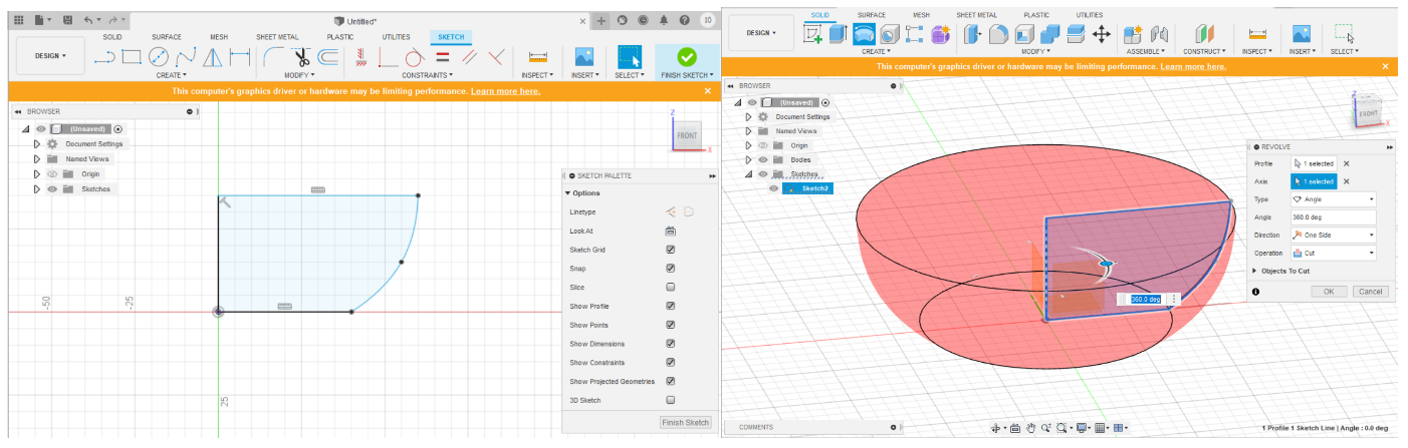 Untitled*
10
SOLID SURFACE MESH SHEET METAL PLASTIC UTILITIES SKETCH
DESIGN
CREATE MODIFY CONSTRAINTS INSPECT INSERT SELECT FINISH SKETCH
This computer's graphics driver or hardware may be limiting performance. Learn more here.
BROWSER
(Unsaved)
Document Settings
Named Views
Origin
Sketches
Z
FRONT
X
-50
-25
25
SKETCH PALETTE
Options
Linetype
Look At
Sketch Grid
Snap
Slice
Show Profile
Show Points
Show Dimensions
Show Constraints
Show Projected Geometries
3D Sketch
Finish Sketch
SOLID SURFACE MESH SHEET METAL PLASTIC UTILITIES
DESIGN
CREATE MODIFY ASSEMBLE CONSTRUCT INSPECT INSERT SELECT
This computer's graphics driver or hardware may be limiting performance. Learn more here.
BROWSER
(Unsaved)
Document Settings
Named Views
Origin
Bodies
Sketches
Sketch2
Z
FRONT
X
REVOLVE
Profile 1 selected
Axis 1 selected
Type Angle
Angle 360.0 deg
Direction One Side
Operation Cut
Objects To Cut
OK Cancel
360.0 deg
COMMENTS
1 Profile 1 Sketch Line | Angle : 0.0 deg